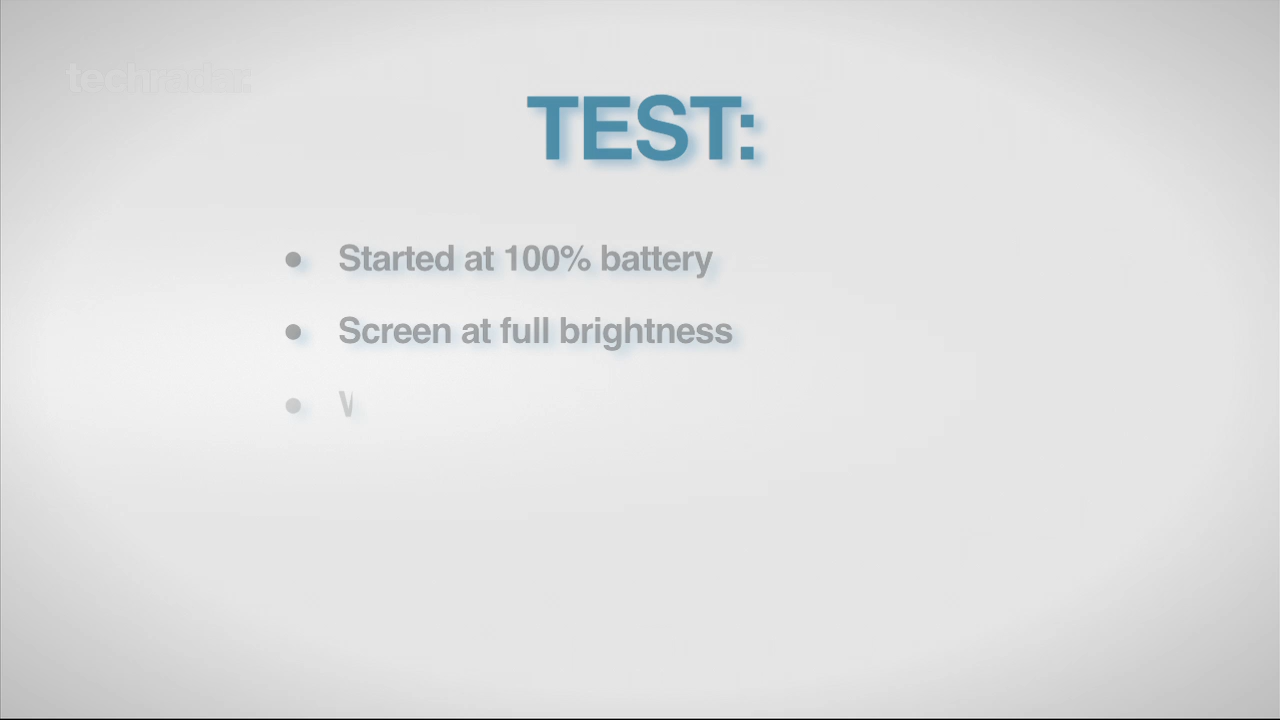 techradar
TEST:
• Started at 100% battery
• Screen at full brightness
•